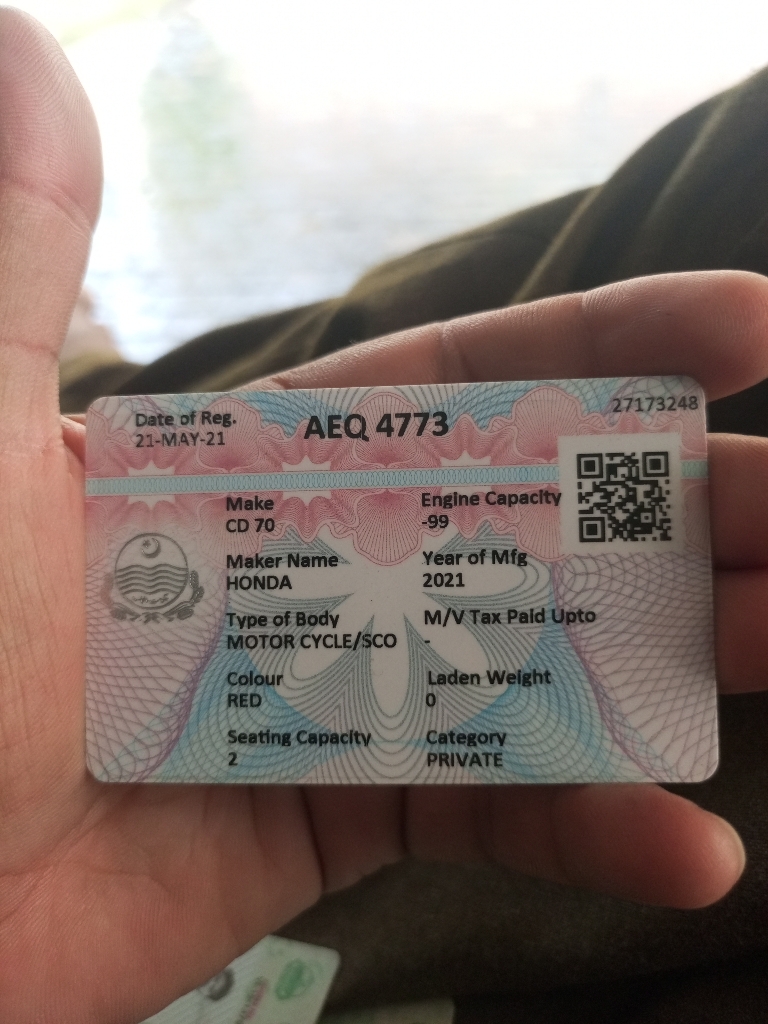 Date of Reg.
21-MAY-21
AEQ 4773
27173248
Make
CD 70
Engine Capacity
-99
Maker Name
HONDA
Year of Mfg
2021
Type of Body
MOTOR CYCLE/SCO
M/V Tax Paid Upto
-
Colour
RED
Laden Weight
0
Seating Capacity
2
Category
PRIVATE